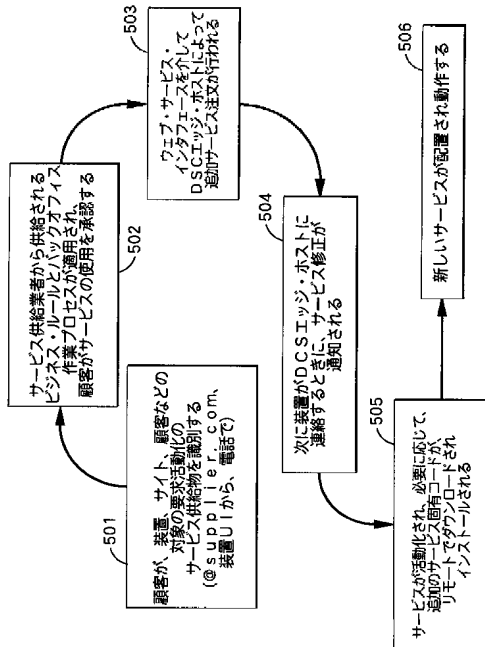 501
顧客が、装置、サイト、顧客などの
対象の要求活動化の
サービス供給物を識別する
(@supplier.com、
装置UIから、電話で)
サービス供給業者から供給される
ビジネス・ルールとバックオフィス
作業プロセスが適用され、
顧客がサービスの使用を承認する
502
503
ウェブ・サービス・
インタフェースを介して
DSCエッジ・ホストによって
追加サービス注文が行われる
次に装置がDCSエッジ・ホストに
連絡するときに、サービス修正が
通知される
504
505
サービスが活動化され、必要に応じて、
追加のサービス固有コードが、
リモートでダウンロードされ
インストールされる
506
新しいサービスが配置され動作する